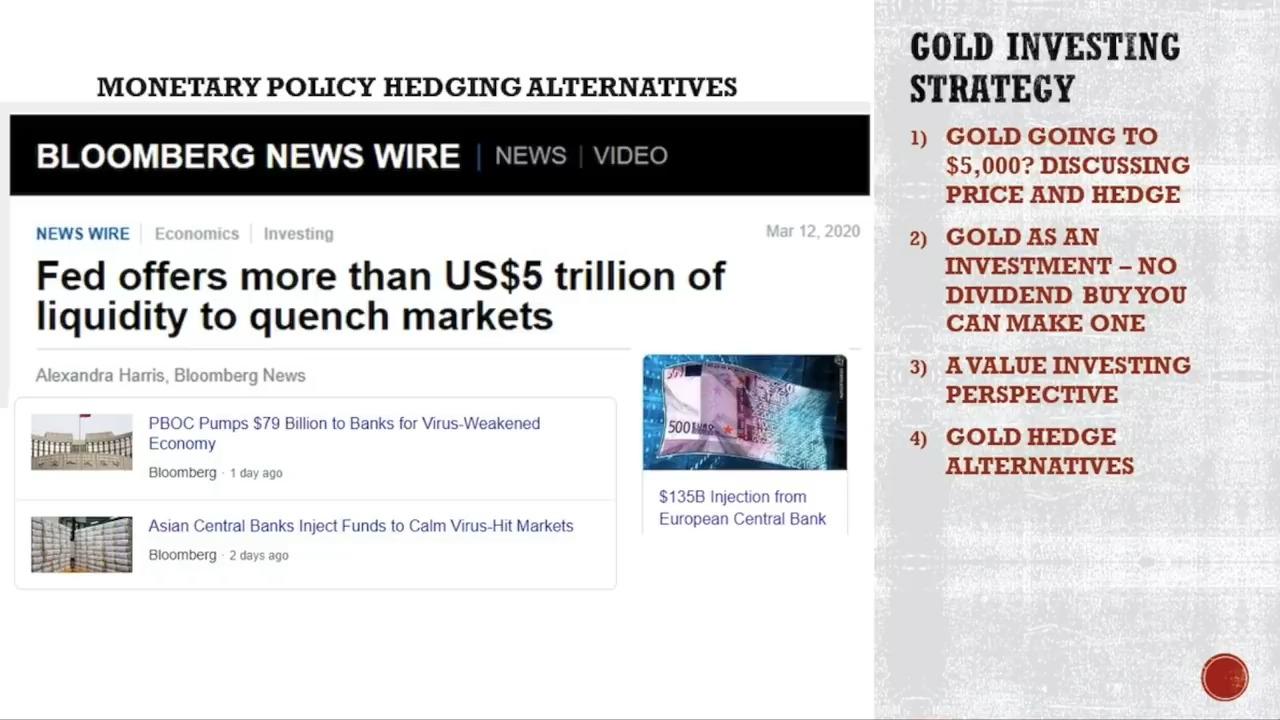 MONETARY POLICY HEDGING ALTERNATIVES
BLOOMBERG NEWS WIRE | NEWS | VIDEO
NEWS WIRE | Economics | Investing
Mar 12, 2020
Fed offers more than US$5 trillion of
liquidity to quench markets
Alexandra Harris, Bloomberg News
PBOC Pumps $79 Billion to Banks for Virus-Weakened
Economy
Bloomberg · 1 day ago
Asian Central Banks Inject Funds to Calm Virus-Hit Markets
Bloomberg · 2 days ago
500 EURO
$135B Injection from
European Central Bank
GOLD INVESTING
STRATEGY
1) GOLD GOING TO
$5,000? DISCUSSING
PRICE AND HEDGE
2) GOLD AS AN
INVESTMENT – NO
DIVIDEND BUY YOU
CAN MAKE ONE
3) A VALUE INVESTING
PERSPECTIVE
4) GOLD HEDGE
ALTERNATIVES